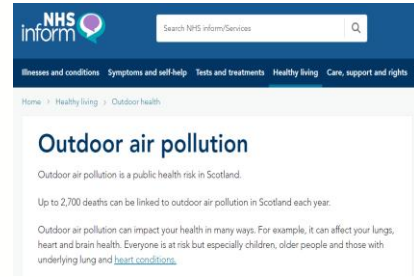 NHS
inform
Search NHS inform/Services
Illnesses and conditions Symptoms and self-help Tests and treatments Healthy living Care, support and rights
Home > Healthy living > Outdoor health
Outdoor air pollution
Outdoor air pollution is a public health risk in Scotland.
Up to 2,700 deaths can be linked to outdoor air pollution in Scotland each year.
Outdoor air pollution can impact your health in many ways. For example, it can affect your lungs,
heart and brain health. Everyone is at risk but especially children, older people and those with
underlying lung and heart conditions.